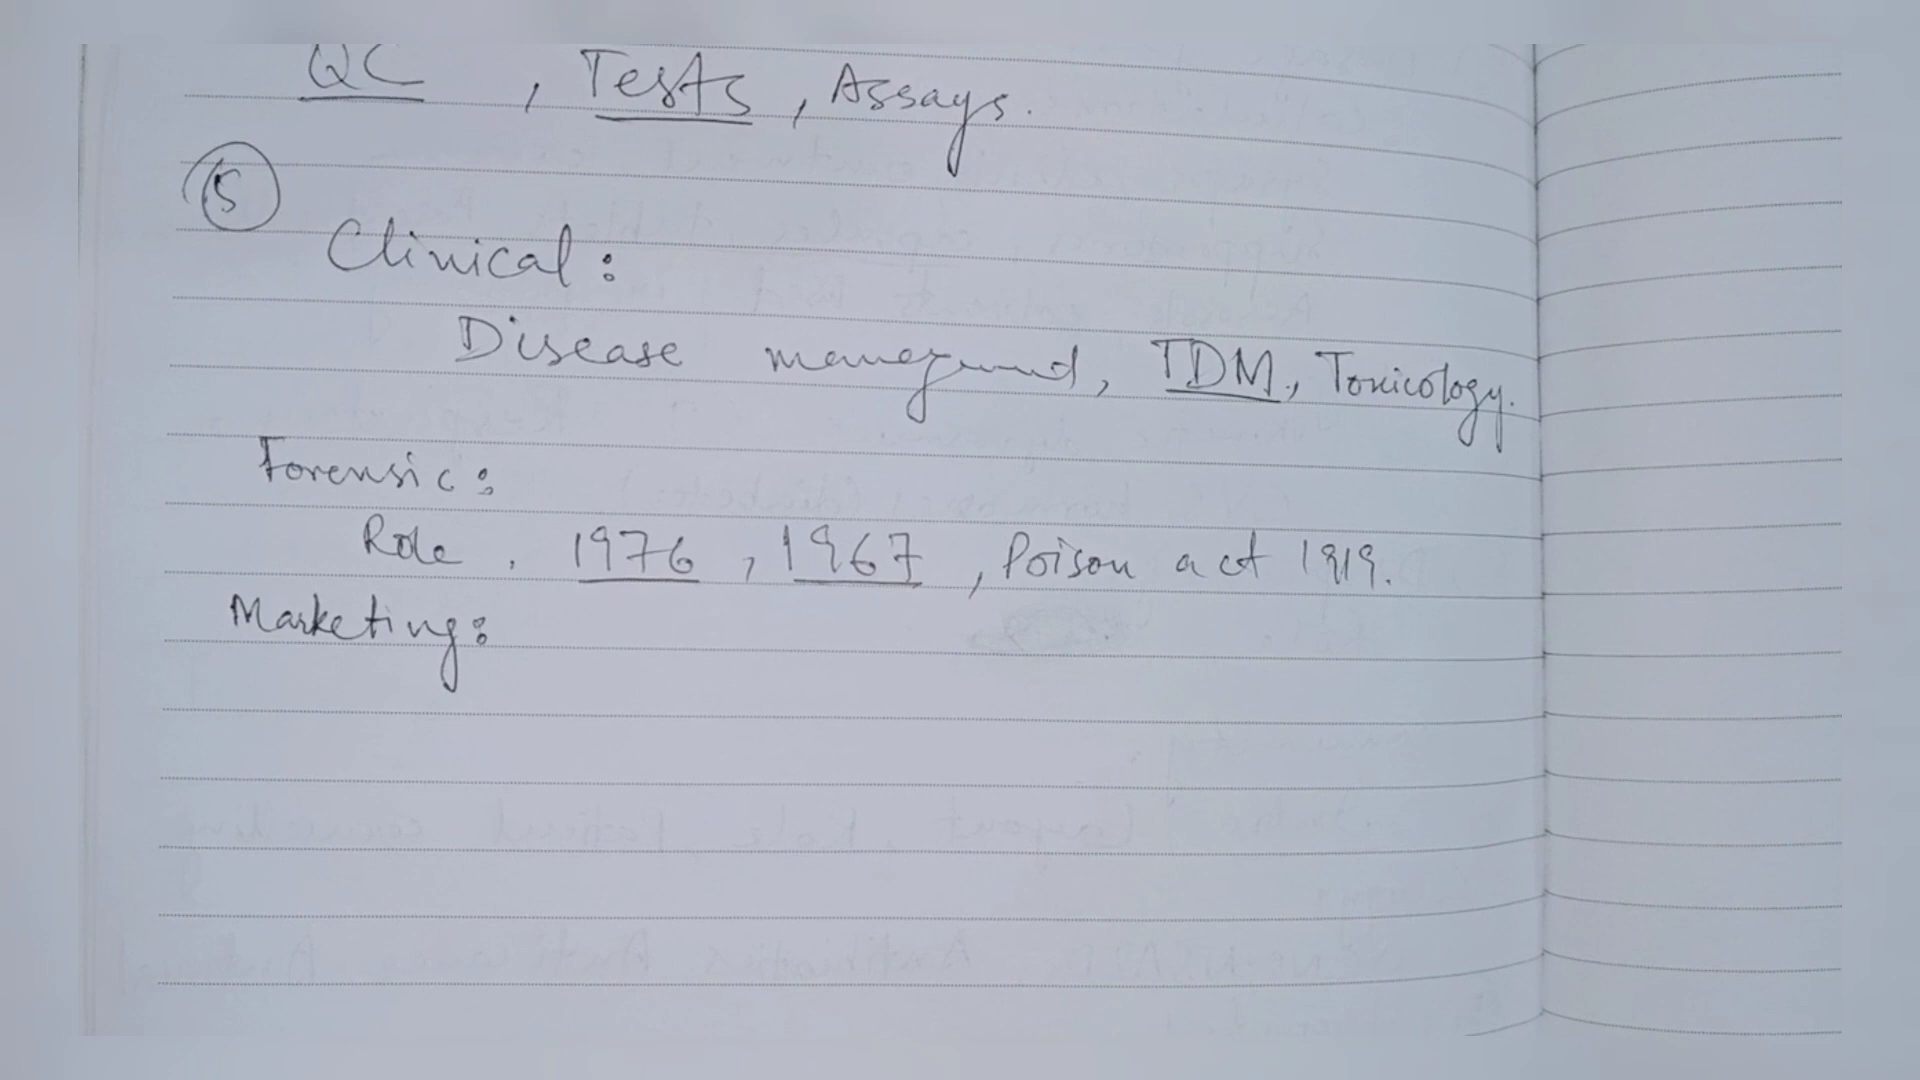 QC , Tests , Assays.
5
Clinical:
Disease management, TDM, Toxicology.
Forensic:
Role . 1976 , 1967 , Poison act 1919.
Marketing: